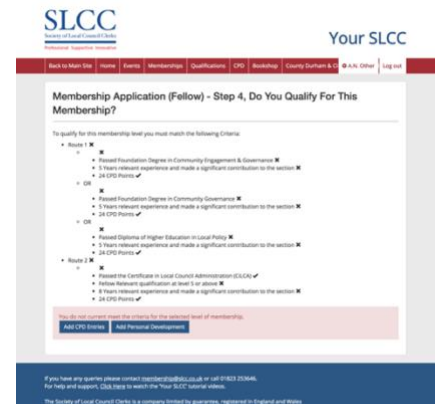 SLCC
Society of Local Council Clerks
Professional Supportive Innovative
Your SLCC
Back to Main Site Home Events Memberships Qualifications CPD Bookshop County Durham & C A.N. Other Log out
Membership Application (Fellow) - Step 4, Do You Qualify For This
Membership?
To qualify for this membership level you must match the following Criteria:
Route 1 ✖
✖
Passed Foundation Degree in Community Engagement & Governance ✖
5 Years relevant experience and made a significant contribution to the section ✖
24 CPD Points ✔
OR
✖
Passed Foundation Degree in Community Governance ✖
5 Years relevant experience and made a significant contribution to the section ✖
24 CPD Points ✔
OR
✖
Passed Diploma of Higher Education in Local Policy ✖
5 Years relevant experience and made a significant contribution to the section ✖
24 CPD Points ✔
Route 2 ✖
✖
Passed the Certificate in Local Council Administration (CiLCA) ✔
Fellow Relevant qualification at level 5 or above ✖
8 Years relevant experience and made a significant contribution to the section ✖
24 CPD Points ✔
You do not current meet the criteria for the selected level of membership.
Add CPD Entries Add Personal Development
If you have any queries please contact membership@slcc.co.uk or call 01823 253646.
For help and support, Click Here to watch the 'Your SLCC' tutorial videos.
The Society of Local Council Clerks is a company limited by guarantee, registered in England and Wales